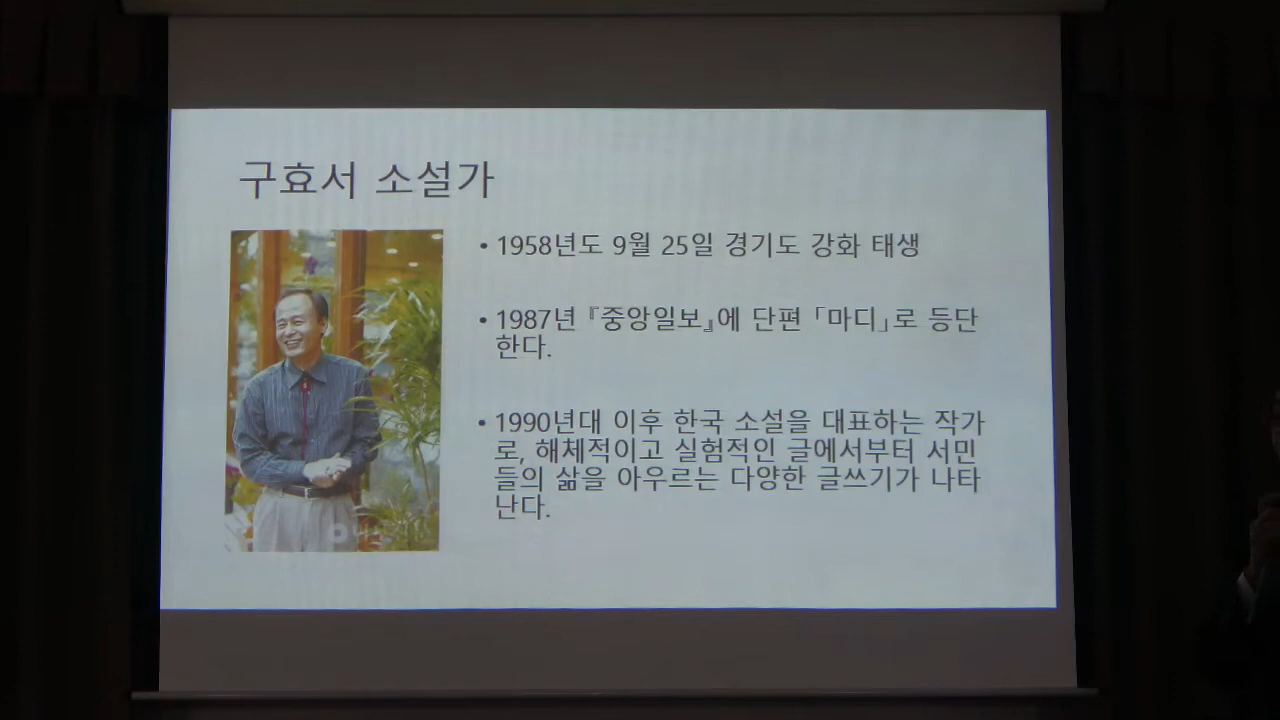 구효서 소설가
• 1958년도 9월 25일 경기도 강화 태생
• 1987년 『중앙일보』에 단편 「마디」로 등단
한다.
• 1990년대 이후 한국 소설을 대표하는 작가
로, 해체적이고 실험적인 글에서부터 서민
들의 삶을 아우르는 다양한 글쓰기가 나타
난다.